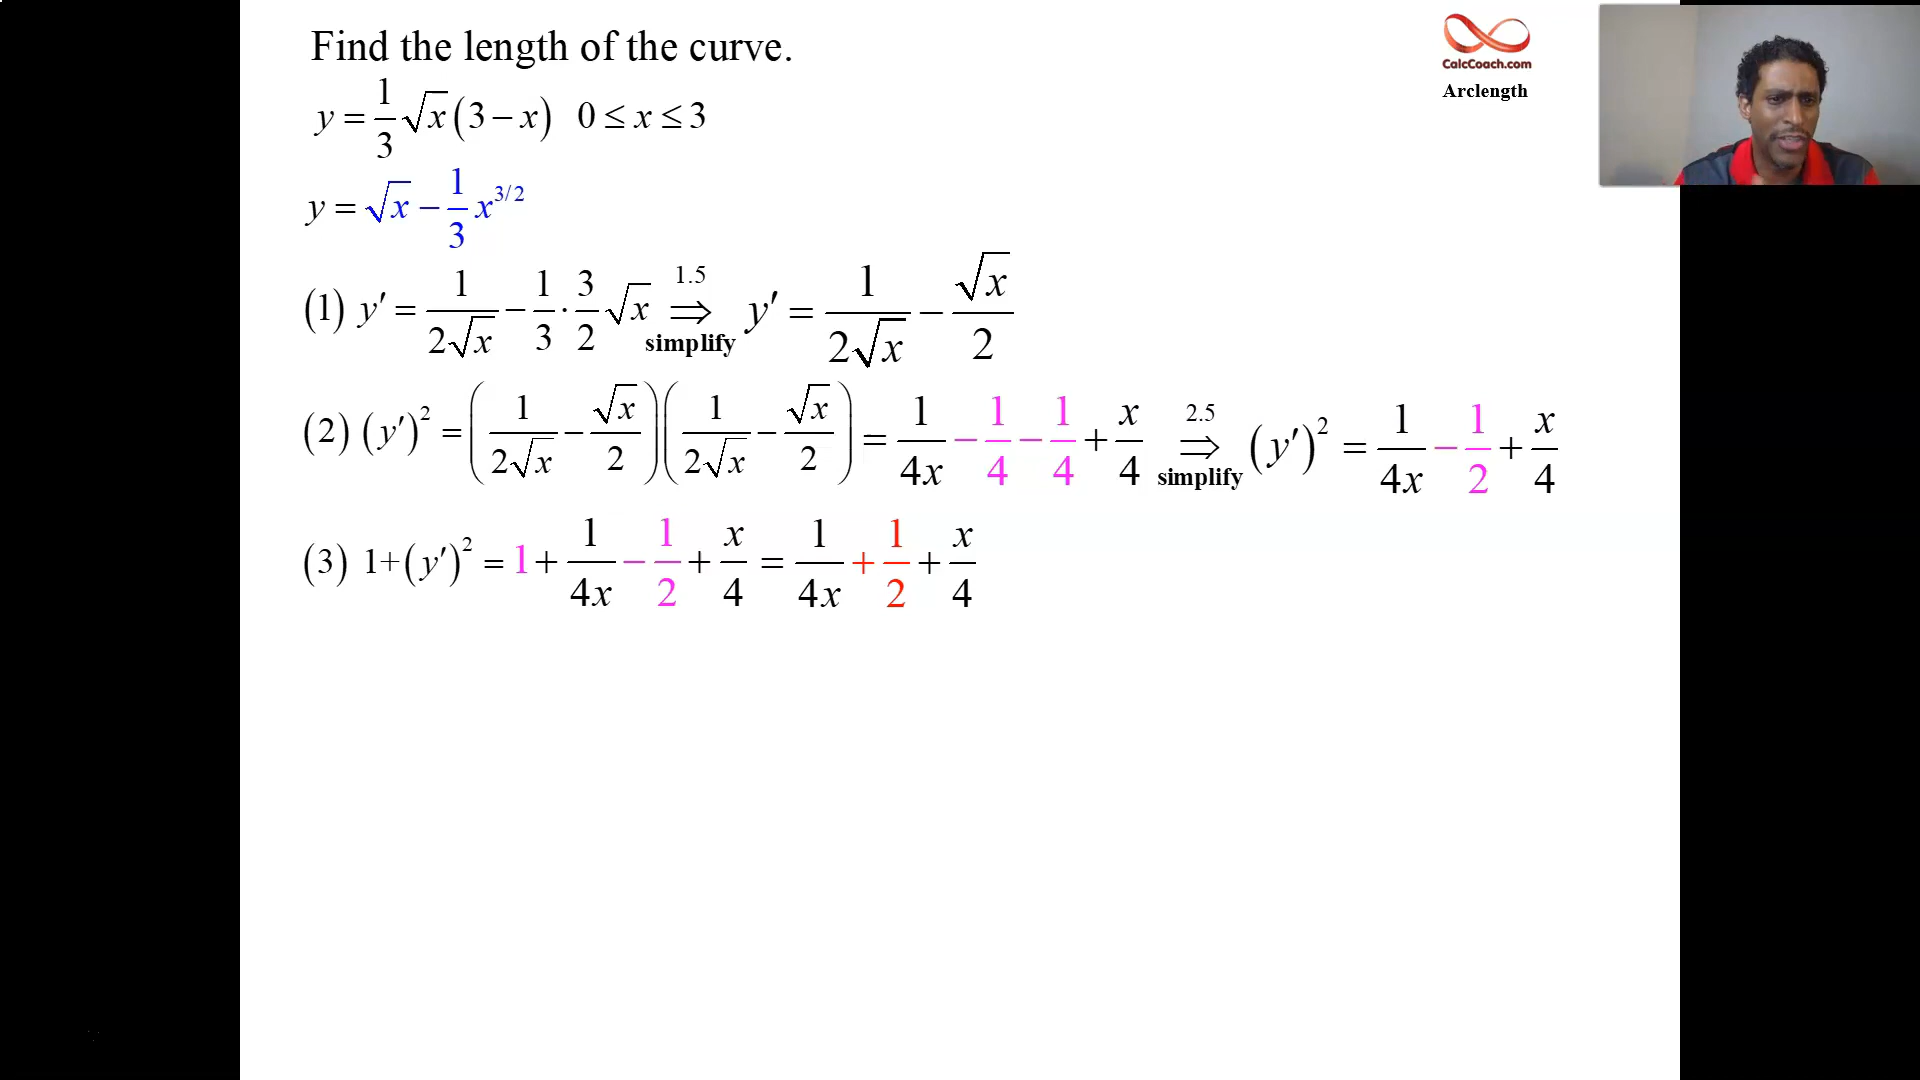 Find the length of the curve.
y = 1/3 √x (3 − x)  0 ≤ x ≤ 3
y = √x − 1/3 x^(3/2)
(1) y′ = 1/(2√x) − 1/3 · 3/2 √x 1.5 ⇒ simplify y′ = 1/(2√x) − √x/2
(2) (y′)² = (1/(2√x) − √x/2)(1/(2√x) − √x/2) = 1/(4x) − 1/4 − 1/4 + x/4 2.5 ⇒ simplify (y′)² = 1/(4x) − 1/2 + x/4
(3) 1+(y′)² = 1 + 1/(4x) − 1/2 + x/4 = 1/(4x) + 1/2 + x/4
CalcCoach.com
Arclength